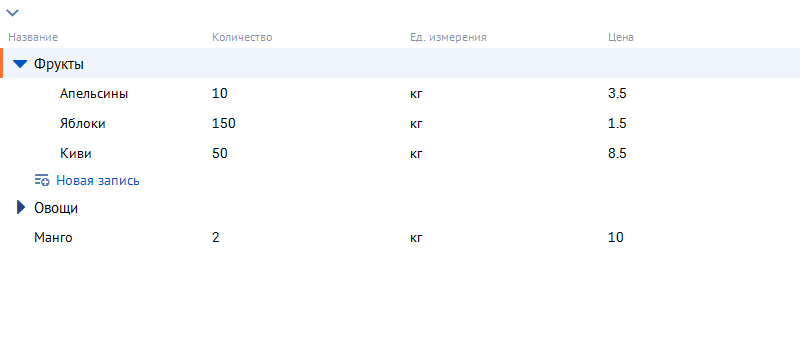 Название Количество Ед. измерения Цена
Фрукты
Апельсины 10 кг 3.5
Яблоки 150 кг 1.5
Киви 50 кг 8.5
Новая запись
Овощи
Манго 2 кг 10